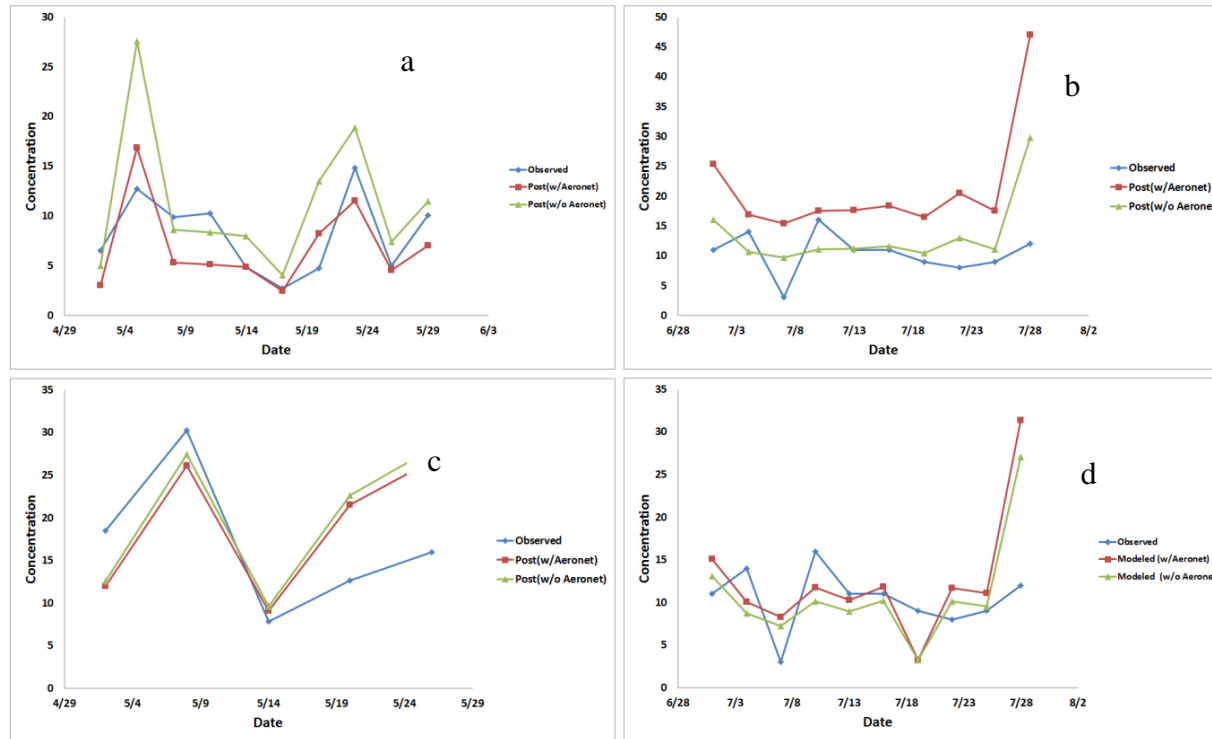 30
25
20
15
10
5
0
Concentration
4/29 5/4 5/9 5/14 5/19 5/24 5/29 6/3
Date
a
Observed
Post(w/Aeronet)
Post(w/o Aeronet)
50
45
40
35
30
25
20
15
10
5
0
Concentration
6/28 7/3 7/8 7/13 7/18 7/23 7/28 8/2
Date
b
Observed
Post(w/Aeronet)
Post(w/o Aerone
35
30
25
20
15
10
5
0
Concentration
4/29 5/4 5/9 5/14 5/19 5/24 5/29
Date
c
Observed
Post(w/Aeronet)
Post(w/o Aeronet)
35
30
25
20
15
10
5
0
Concentration
6/28 7/3 7/8 7/13 7/18 7/23 7/28 8/2
Date
d
Observed
Modeled (w/Aeronet)
Modeled (w/o Aerone